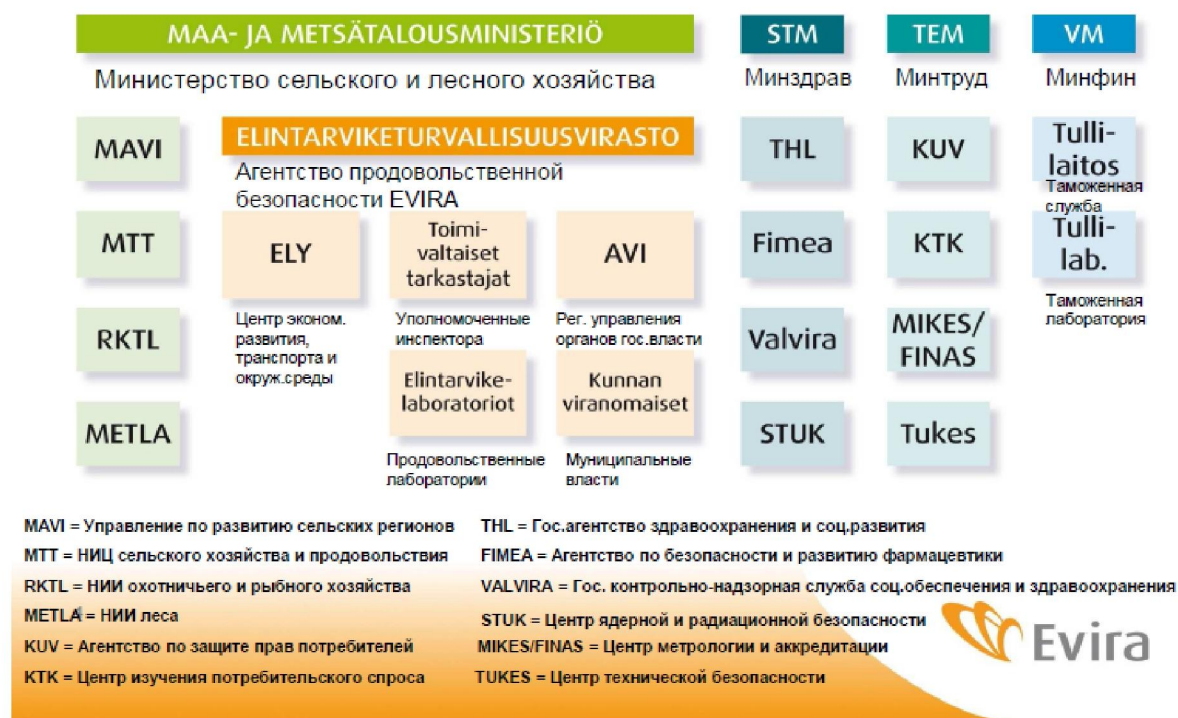 MAA- JA METSÄTALOUSMINISTERIÖ
STM
TEM
VM
Министерство сельского и лесного хозяйства
Минздрав
Минтруд
Минфин
MAVI
ELINTARVIKETURVALLISUUSVIRASTO
Агентство продовольственной
безопасности EVIRA
THL
KUV
Tulli-
laitos
Таможенная
служба
MTT
ELY
Toimi-
valtaiset
tarkastajat
AVI
Fimea
KTK
Tulli-
lab.
Таможенная
лаборатория
Центр эконом.
развития,
транспорта и
окруж.среды
Уполномоченные
инспектора
Рег. управления
органов гос.власти
RKTL
Valvira
MIKES/
FINAS
Elintarvike-
laboratoriot
Kunnan
viranomaiset
METLA
STUK
Tukes
Продовольственные
лаборатории
Муниципальные
власти
MAVI = Управление по развитию сельских регионов
MTT = НИЦ сельского хозяйства и продовольствия
RKTL = НИИ охотничьего и рыбного хозяйства
METLA = НИИ леса
KUV = Агентство по защите прав потребителей
KTK = Центр изучения потребительского спроса
THL = Гос.агентство здравоохранения и соц.развития
FIMEA = Агентство по безопасности и развитию фармацевтики
VALVIRA = Гос. контрольно-надзорная служба соц.обеспечения и здравоохранения
STUK = Центр ядерной и радиационной безопасности
MIKES/FINAS = Центр метрологии и аккредитации
TUKES = Центр технической безопасности
Evira